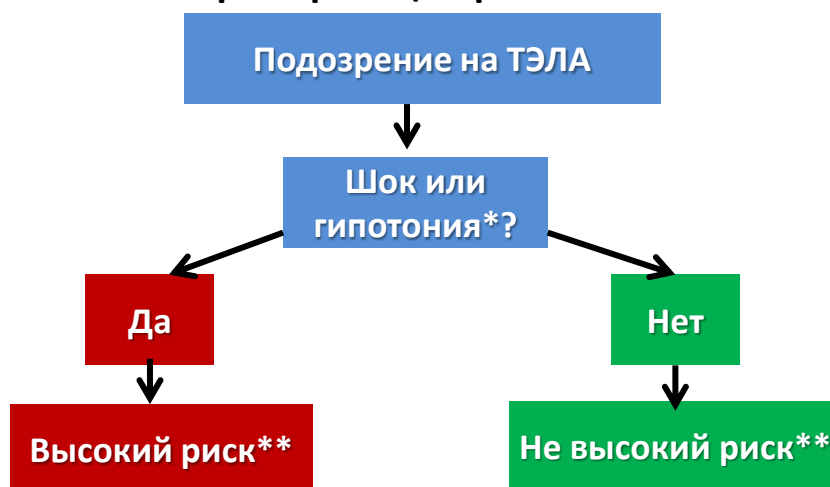 Подозрение на ТЭЛА
Шок или
гипотония*?
Да
Нет
Высокий риск**
Не высокий риск**